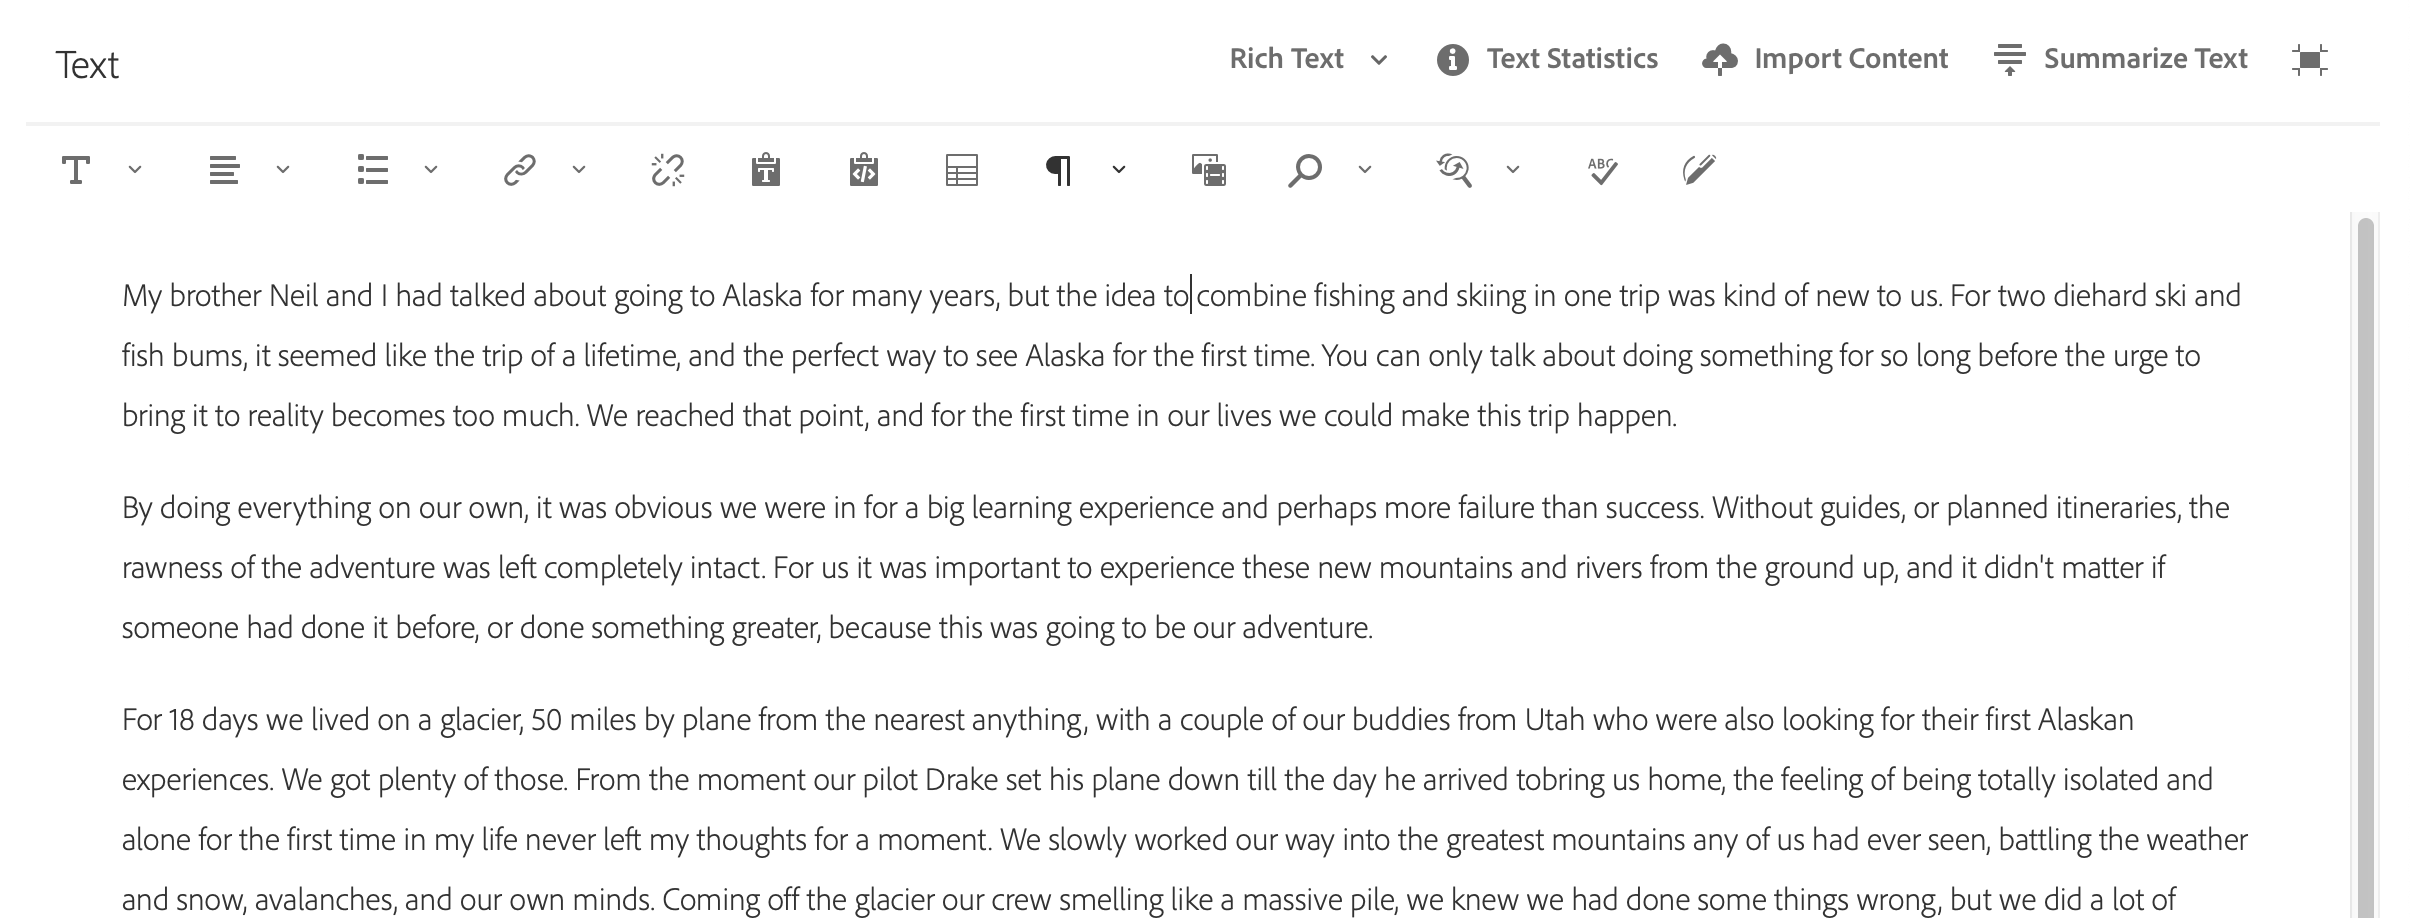 Text
Rich Text
Text Statistics
Import Content
Summarize Text
T
T
</>
¶
ABC
My brother Neil and I had talked about going to Alaska for many years, but the idea to combine fishing and skiing in one trip was kind of new to us. For two diehard ski and
fish bums, it seemed like the trip of a lifetime, and the perfect way to see Alaska for the first time. You can only talk about doing something for so long before the urge to
bring it to reality becomes too much. We reached that point, and for the first time in our lives we could make this trip happen.
By doing everything on our own, it was obvious we were in for a big learning experience and perhaps more failure than success. Without guides, or planned itineraries, the
rawness of the adventure was left completely intact. For us it was important to experience these new mountains and rivers from the ground up, and it didn't matter if
someone had done it before, or done something greater, because this was going to be our adventure.
For 18 days we lived on a glacier, 50 miles by plane from the nearest anything, with a couple of our buddies from Utah who were also looking for their first Alaskan
experiences. We got plenty of those. From the moment our pilot Drake set his plane down till the day he arrived tobring us home, the feeling of being totally isolated and
alone for the first time in my life never left my thoughts for a moment. We slowly worked our way into the greatest mountains any of us had ever seen, battling the weather
and snow, avalanches, and our own minds. Coming off the glacier our crew smelling like a massive pile, we knew we had done some things wrong, but we did a lot of